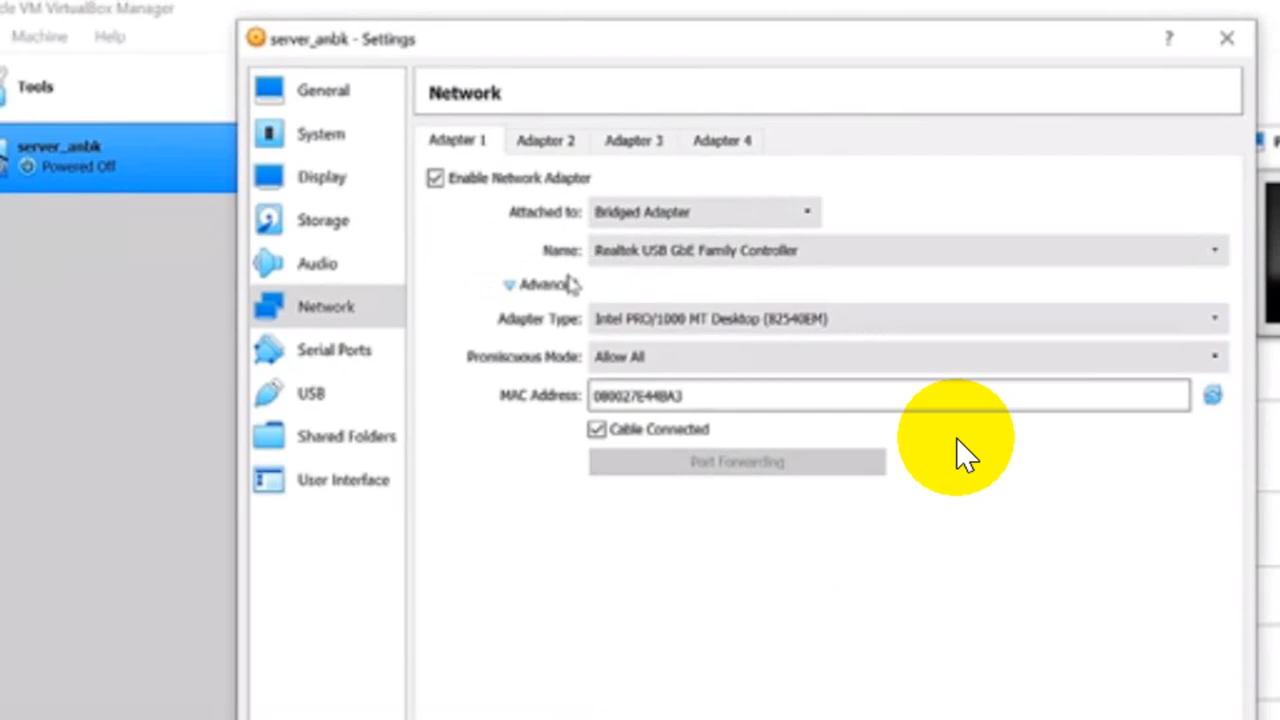 cle VM VirtualBox Manager
Machine Help
Tools
server_anbk
Powered Off
server_anbk - Settings
? ×
General
System
Display
Storage
Audio
Network
Serial Ports
USB
Shared Folders
User Interface
Network
Adapter 1 Adapter 2 Adapter 3 Adapter 4
Enable Network Adapter
Attached to: Bridged Adapter
Name: Realtek USB GbE Family Controller
Advanc
Adapter Type: Intel PRO/1000 MT Desktop (82540EM)
Promiscuous Mode: Allow All
MAC Address: 080027E44BA3
Cable Connected
Port Forwarding